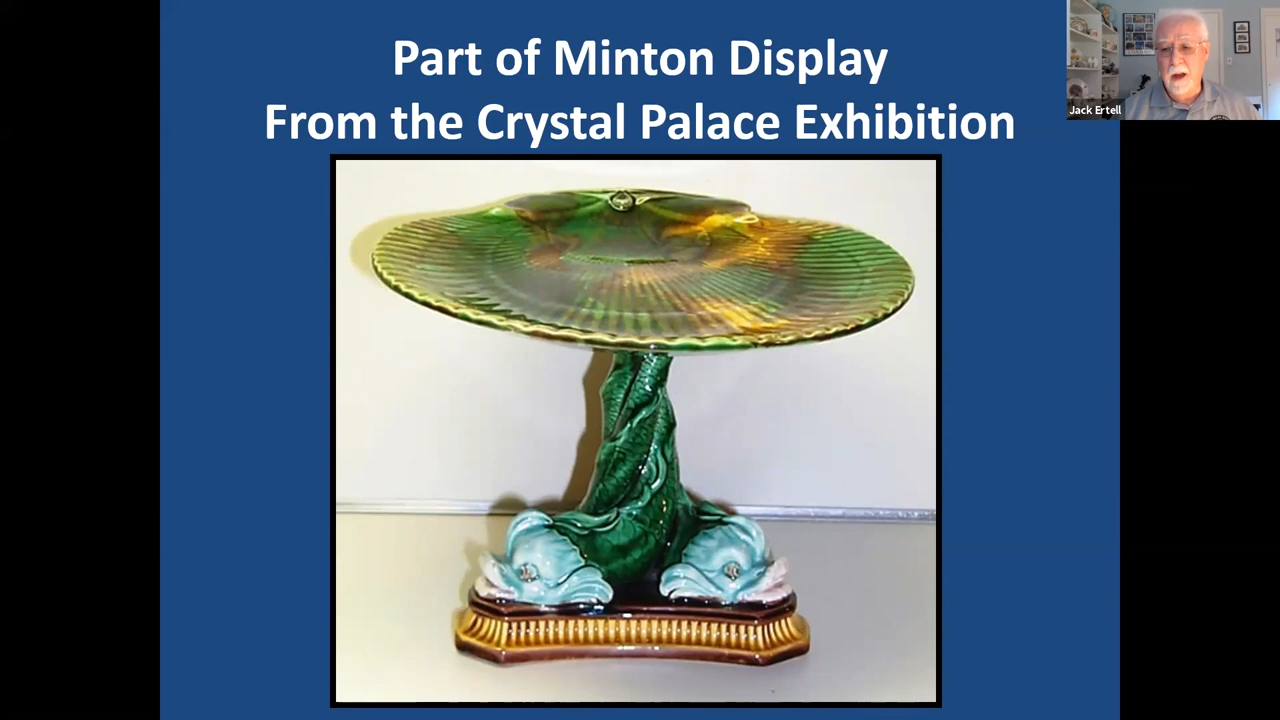 Part of Minton Display
From the Crystal Palace Exhibition
Jack Ertell